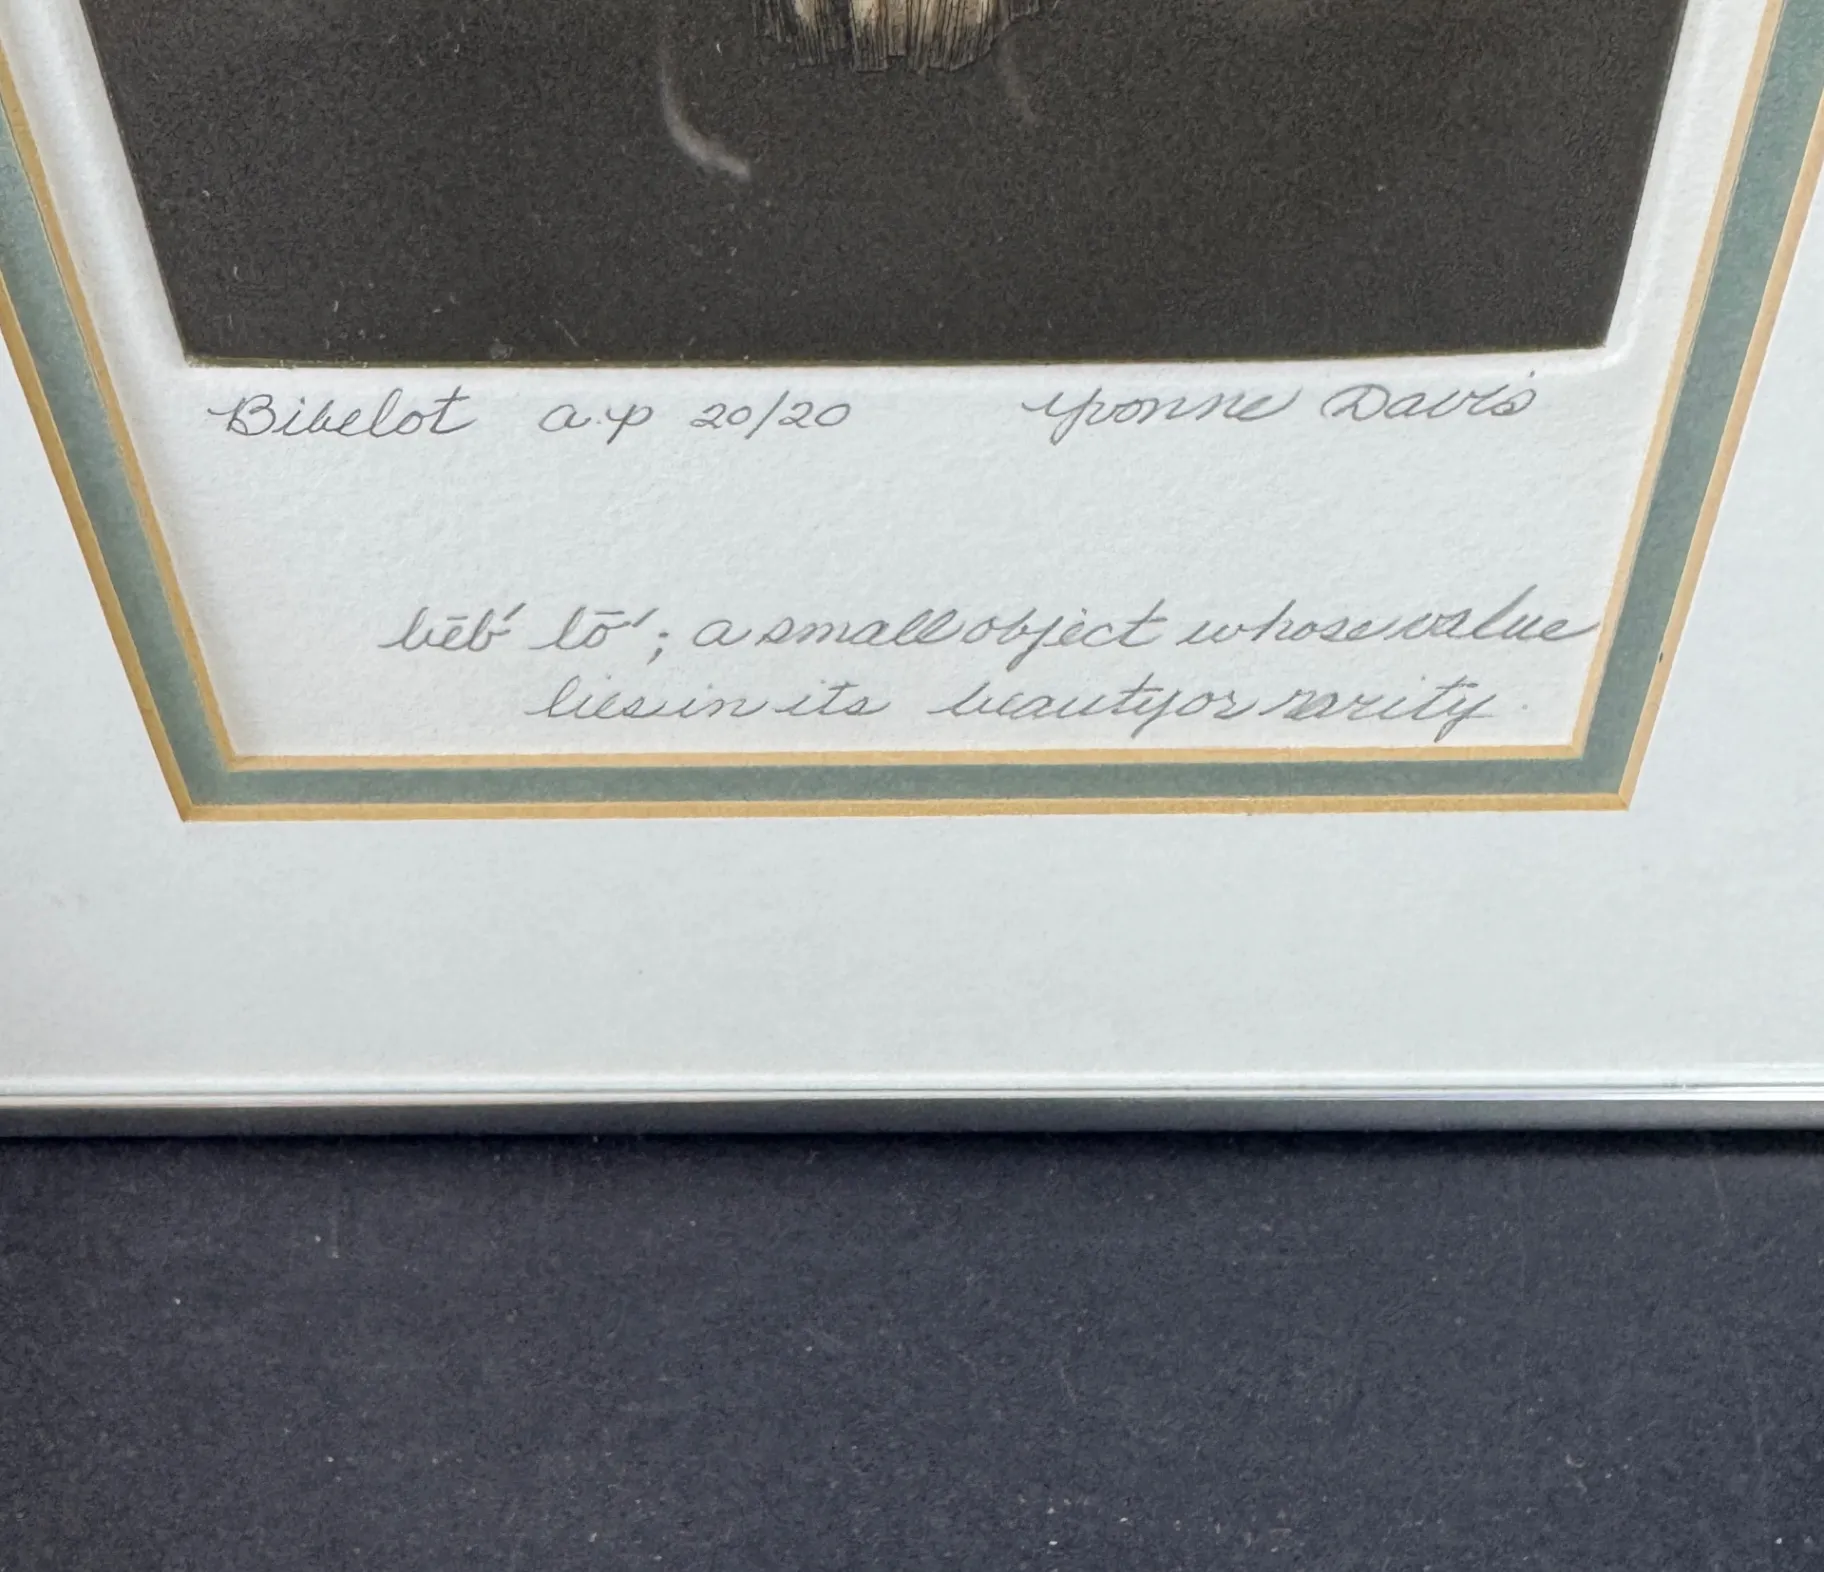 Bibelot a.p 20/20 Yvonne Davis
bēb′ lō′; a small object whose value
lies in its beauty or rarity.